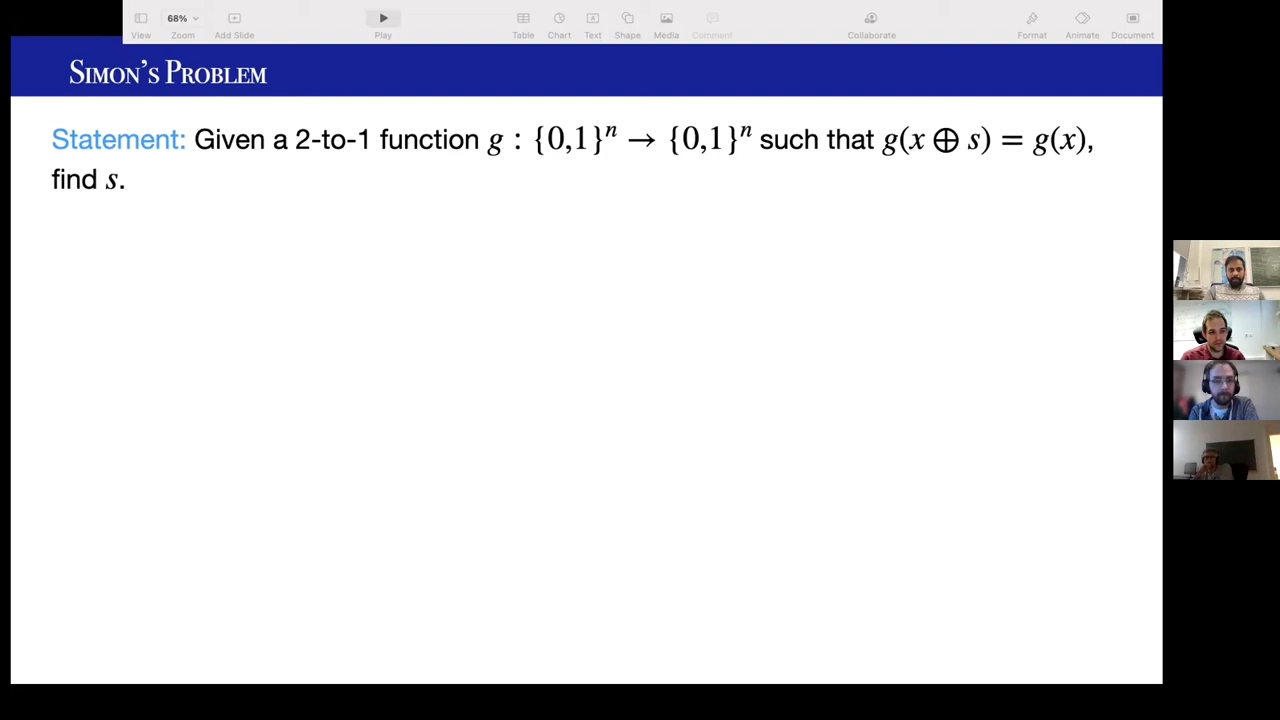 68%
View
Zoom
Add Slide
Play
Table
Chart
Text
Shape
Media
Comment
Collaborate
Format
Animate
Document
SIMON'S PROBLEM
Statement: Given a 2-to-1 function g : {0,1}ⁿ → {0,1}ⁿ such that g(x ⊕ s) = g(x),
find s.